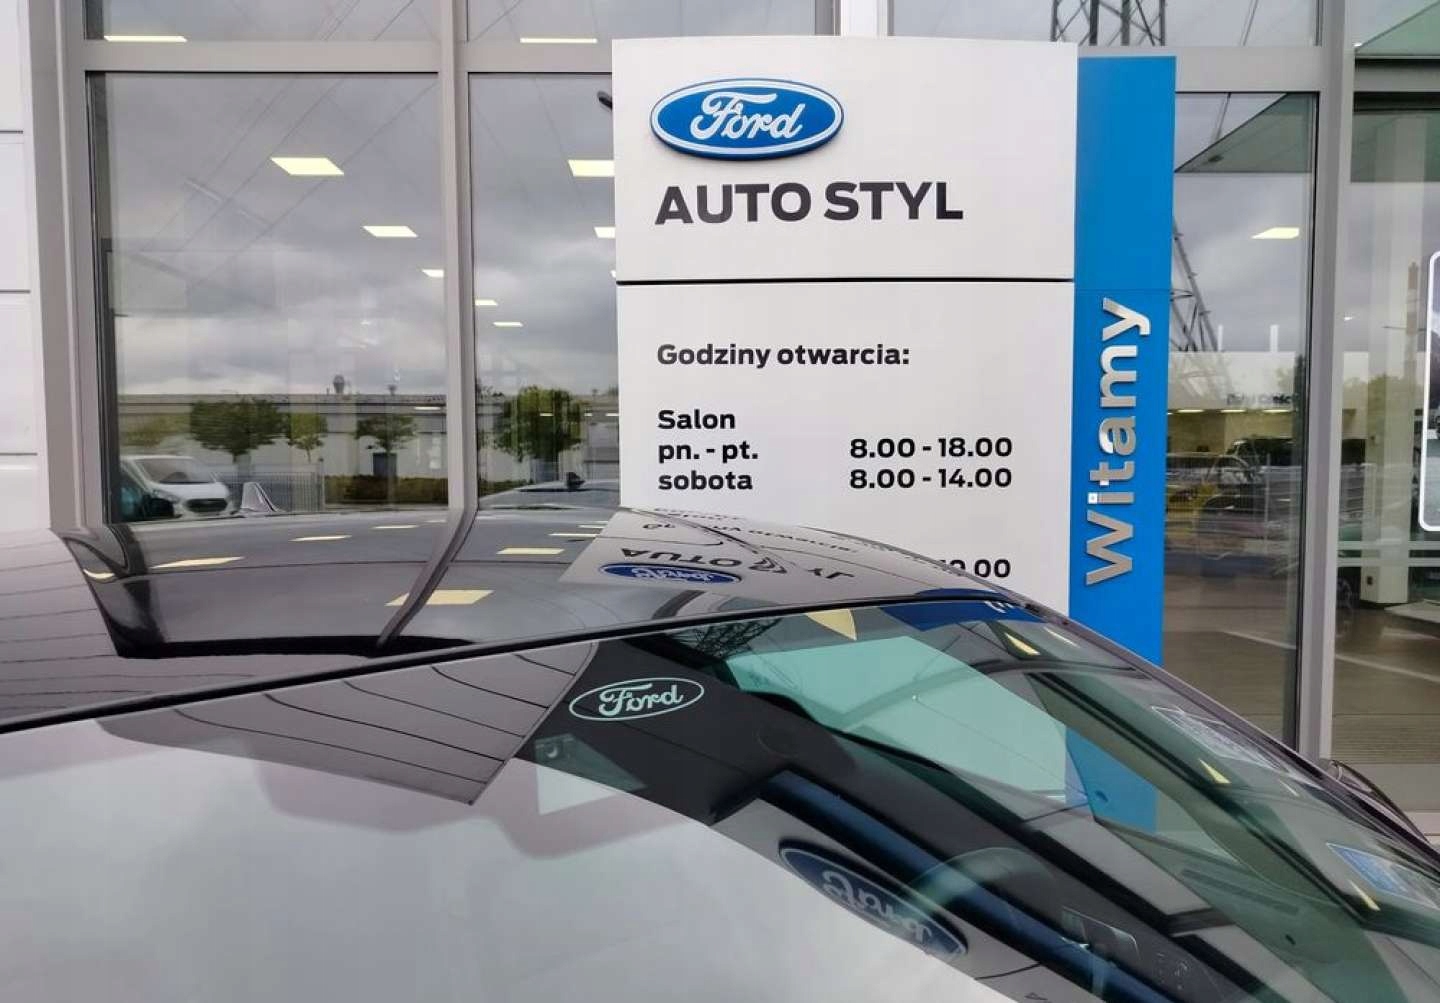 Ford
AUTO STYL
Godziny otwarcia:
Salon
pn. - pt. 8.00 - 18.00
sobota 8.00 - 14.00
witamy
Ford